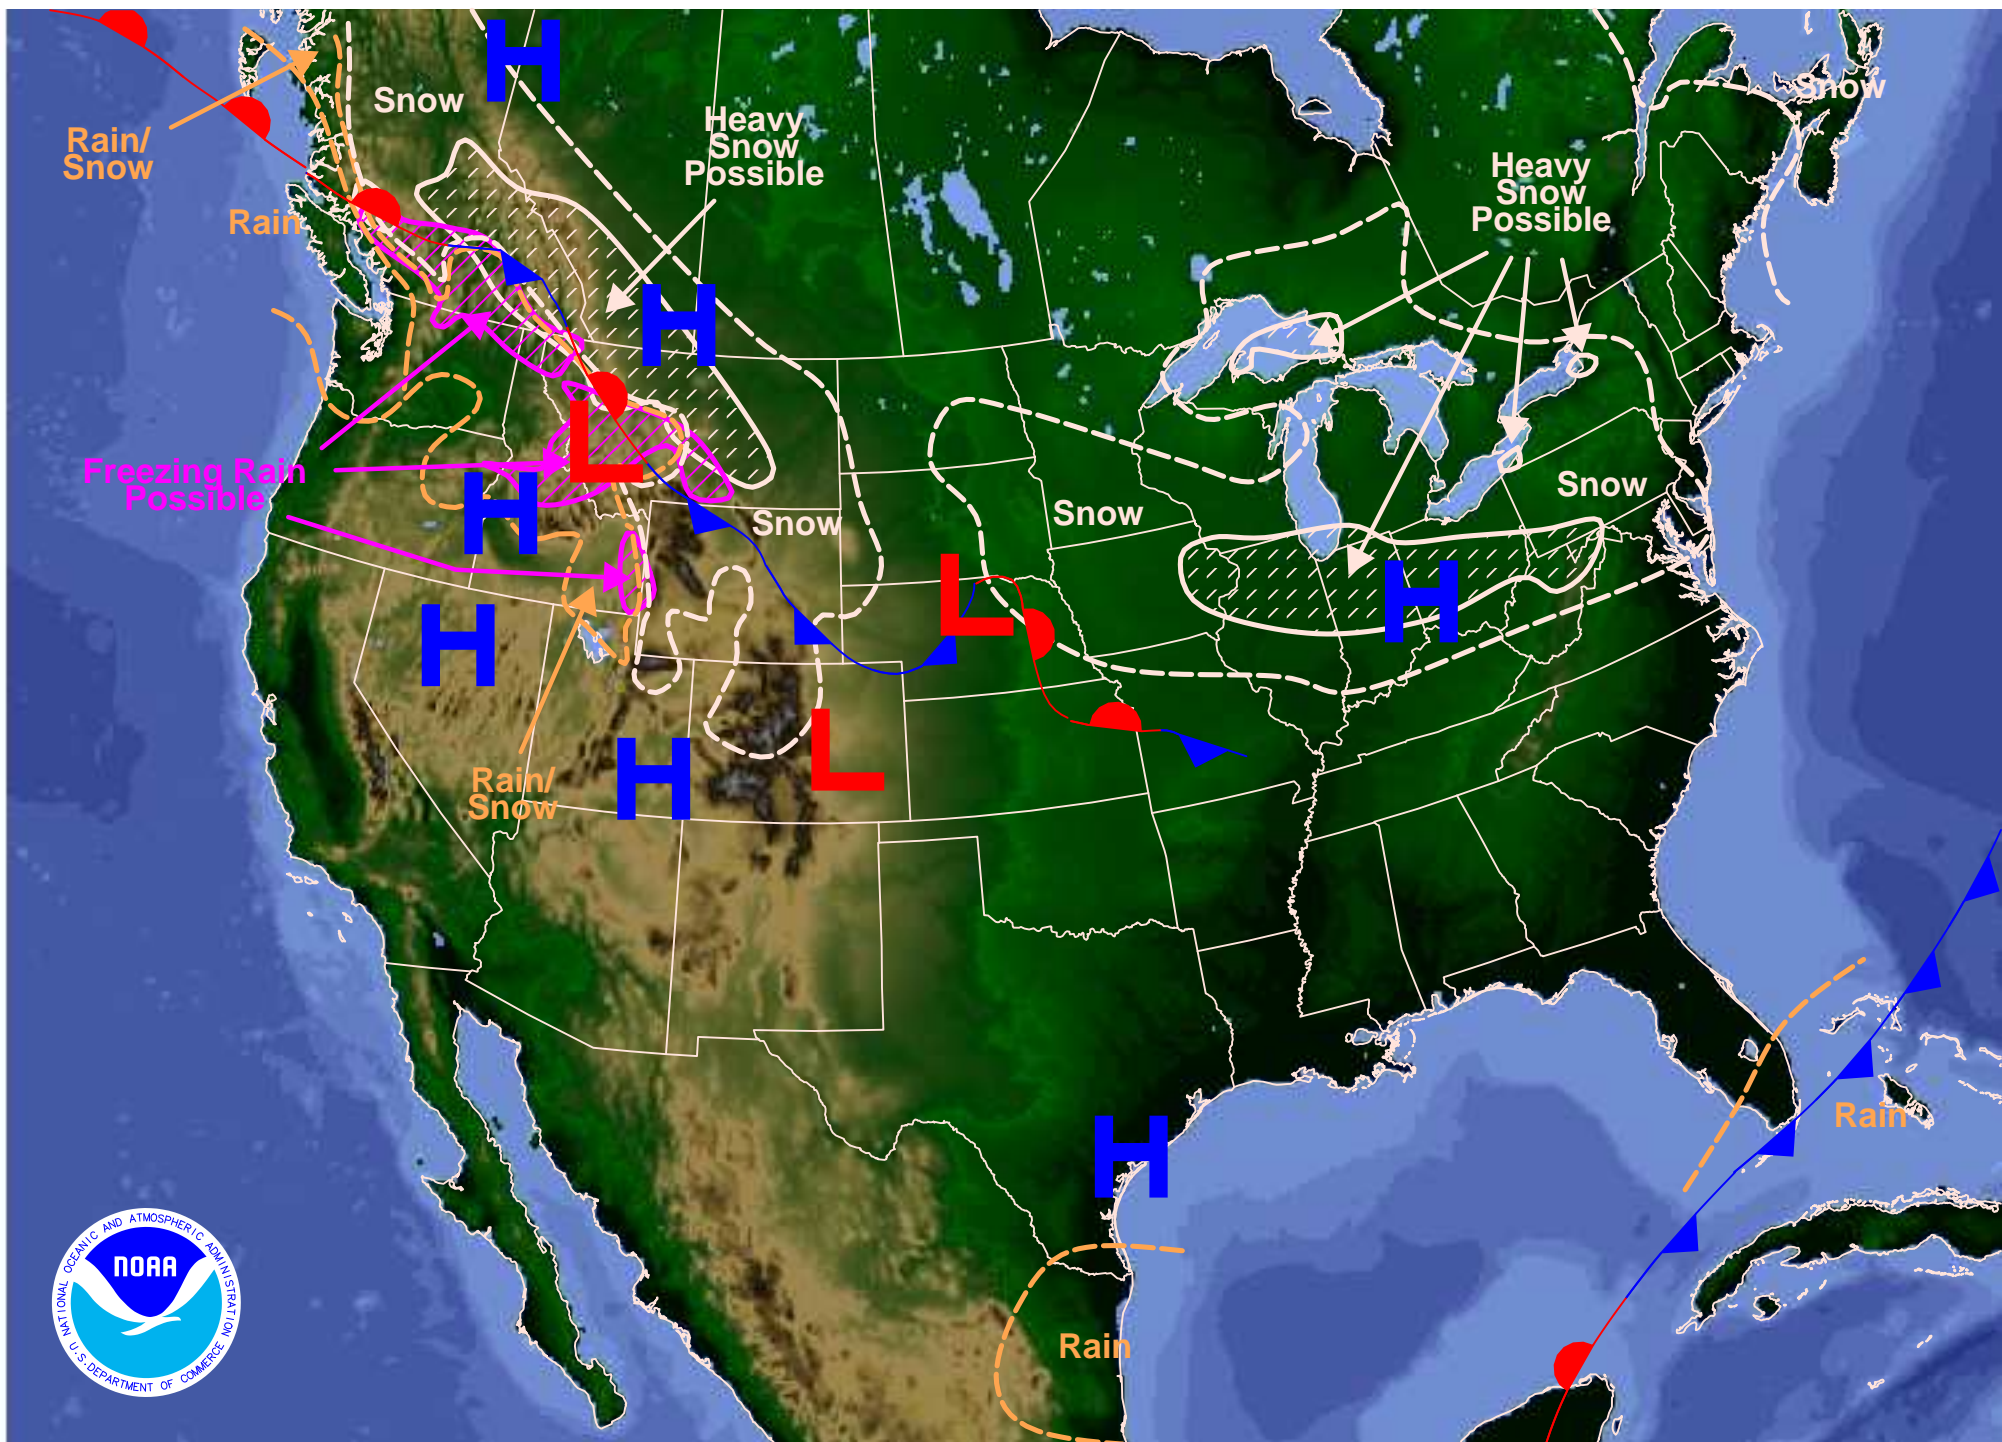 H
Snow
Heavy
Snow
Possible
Snow
Rain/
Snow
Heavy
Snow
Possible
Rain
H
Freezing Rain
Possible
L
H
Snow
Snow
Snow
L
H
H
Rain/
Snow
H
L
H
Rain
Rain
NATIONAL OCEANIC AND ATMOSPHERIC ADMINISTRATION
NOAA
U.S. DEPARTMENT OF COMMERCE